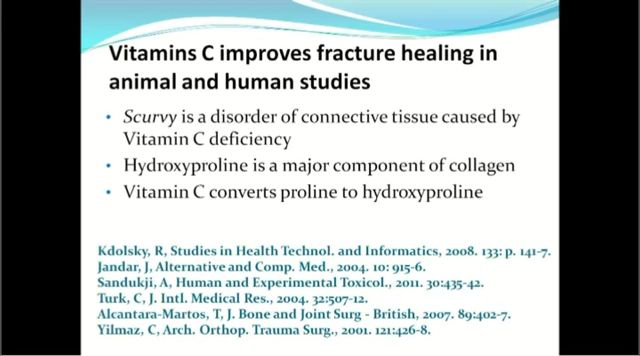 Vitamins C improves fracture healing in
animal and human studies
• Scurvy is a disorder of connective tissue caused by
Vitamin C deficiency
• Hydroxyproline is a major component of collagen
• Vitamin C converts proline to hydroxyproline
Kdolsky, R, Studies in Health Technol. and Informatics, 2008. 133: p. 141-7.
Jandar, J, Alternative and Comp. Med., 2004. 10: 915-6.
Sandukji, A, Human and Experimental Toxicol., 2011. 30:435-42.
Turk, C, J. Intl. Medical Res., 2004. 32:507-12.
Alcantara-Martos, T, J. Bone and Joint Surg - British, 2007. 89:402-7.
Yilmaz, C, Arch. Orthop. Trauma Surg., 2001. 121:426-8.